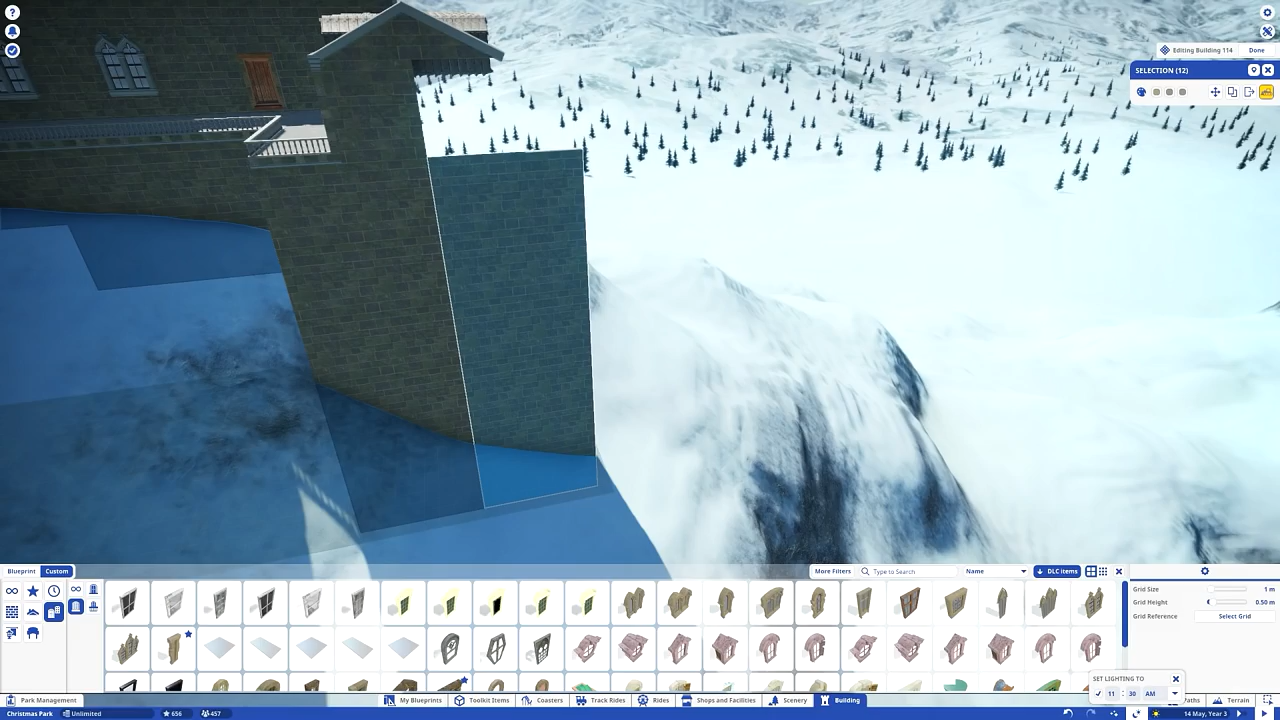 ?
Editing Building 114 Done
SELECTION (12)
Blueprint Custom
More Filters Type to Search Name DLC Items
Grid Size 1 m
Grid Height 0.50 m
Grid Reference Select Grid
SET LIGHTING TO
11 : 30 AM
Park Management My Blueprints Toolkit Items Coasters Track Rides Rides Shops and Facilities Scenery Building Paths Terrain
Christmas Park Unlimited 656 457 14 May, Year 3